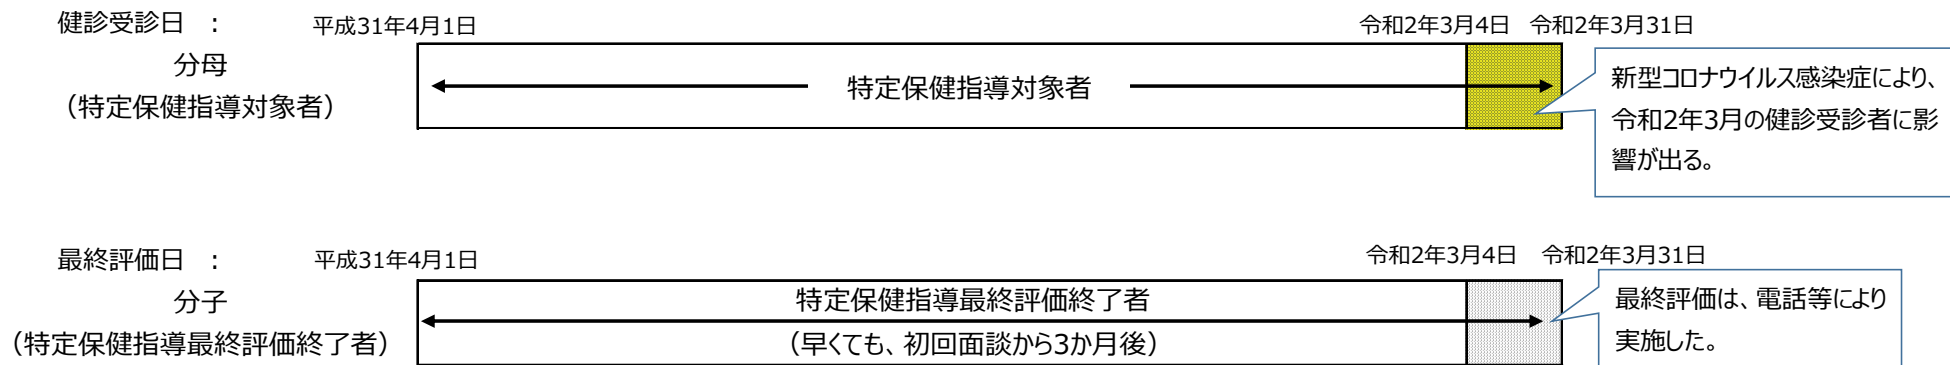 健診受診日 : 平成31年4月1日 令和2年3月4日 令和2年3月31日
分母
（特定保健指導対象者）
特定保健指導対象者
新型コロナウイルス感染症により、
令和2年3月の健診受診者に影
響が出る。
最終評価日 : 平成31年4月1日 令和2年3月4日 令和2年3月31日
分子
（特定保健指導最終評価終了者）
特定保健指導最終評価終了者
（早くても、初回面談から3か月後）
最終評価は、電話等により
実施した。